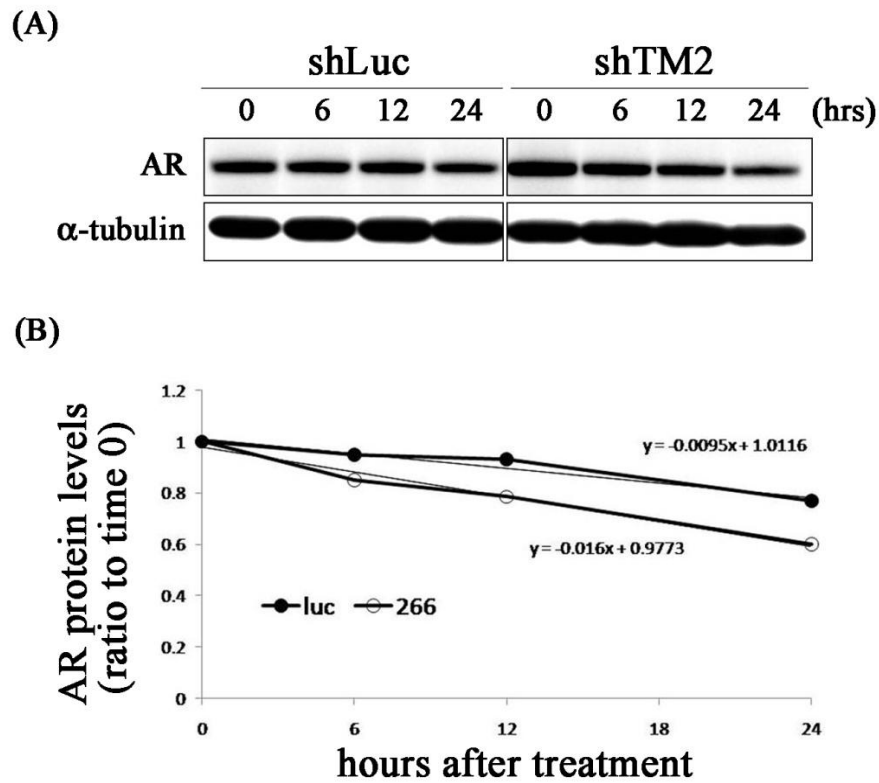 (A)
shLuc shTM2
0 6 12 24 0 6 12 24 (hrs)
AR
α-tubulin
(B)
AR protein levels
(ratio to time 0)
1.2
1
0.8
0.6
0.4
0.2
0
y = -0.0095x + 1.0116
y = -0.016x + 0.9773
luc 266
0 6 12 18 24
hours after treatment